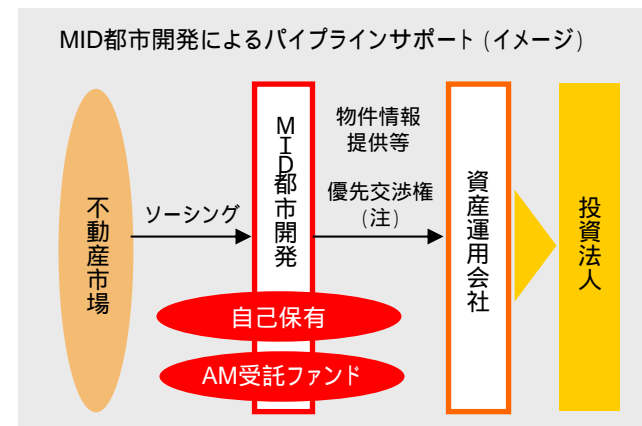 MID都市開発によるパイプラインサポート（イメージ）
不動産市場
ソーシング
MID都市開発
物件情報
提供等
優先交渉権
（注）
資産運用会社
投資法人
自己保有
AM受託ファンド